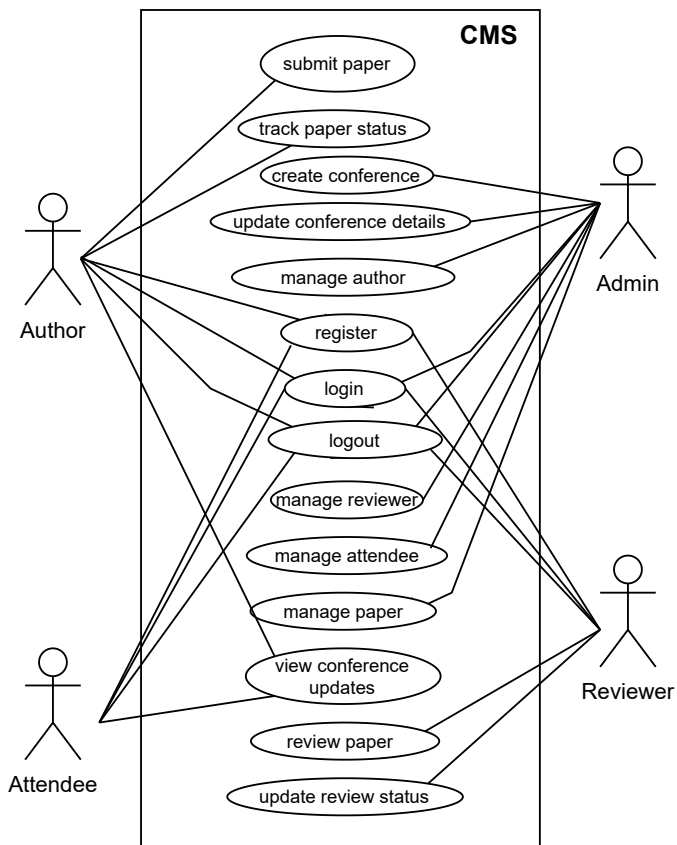 CMS
submit paper
track paper status
create conference
update conference details
manage author
Admin
Author
register
login
logout
manage reviewer
manage attendee
manage paper
view conference
updates
Reviewer
review paper
Attendee
update review status